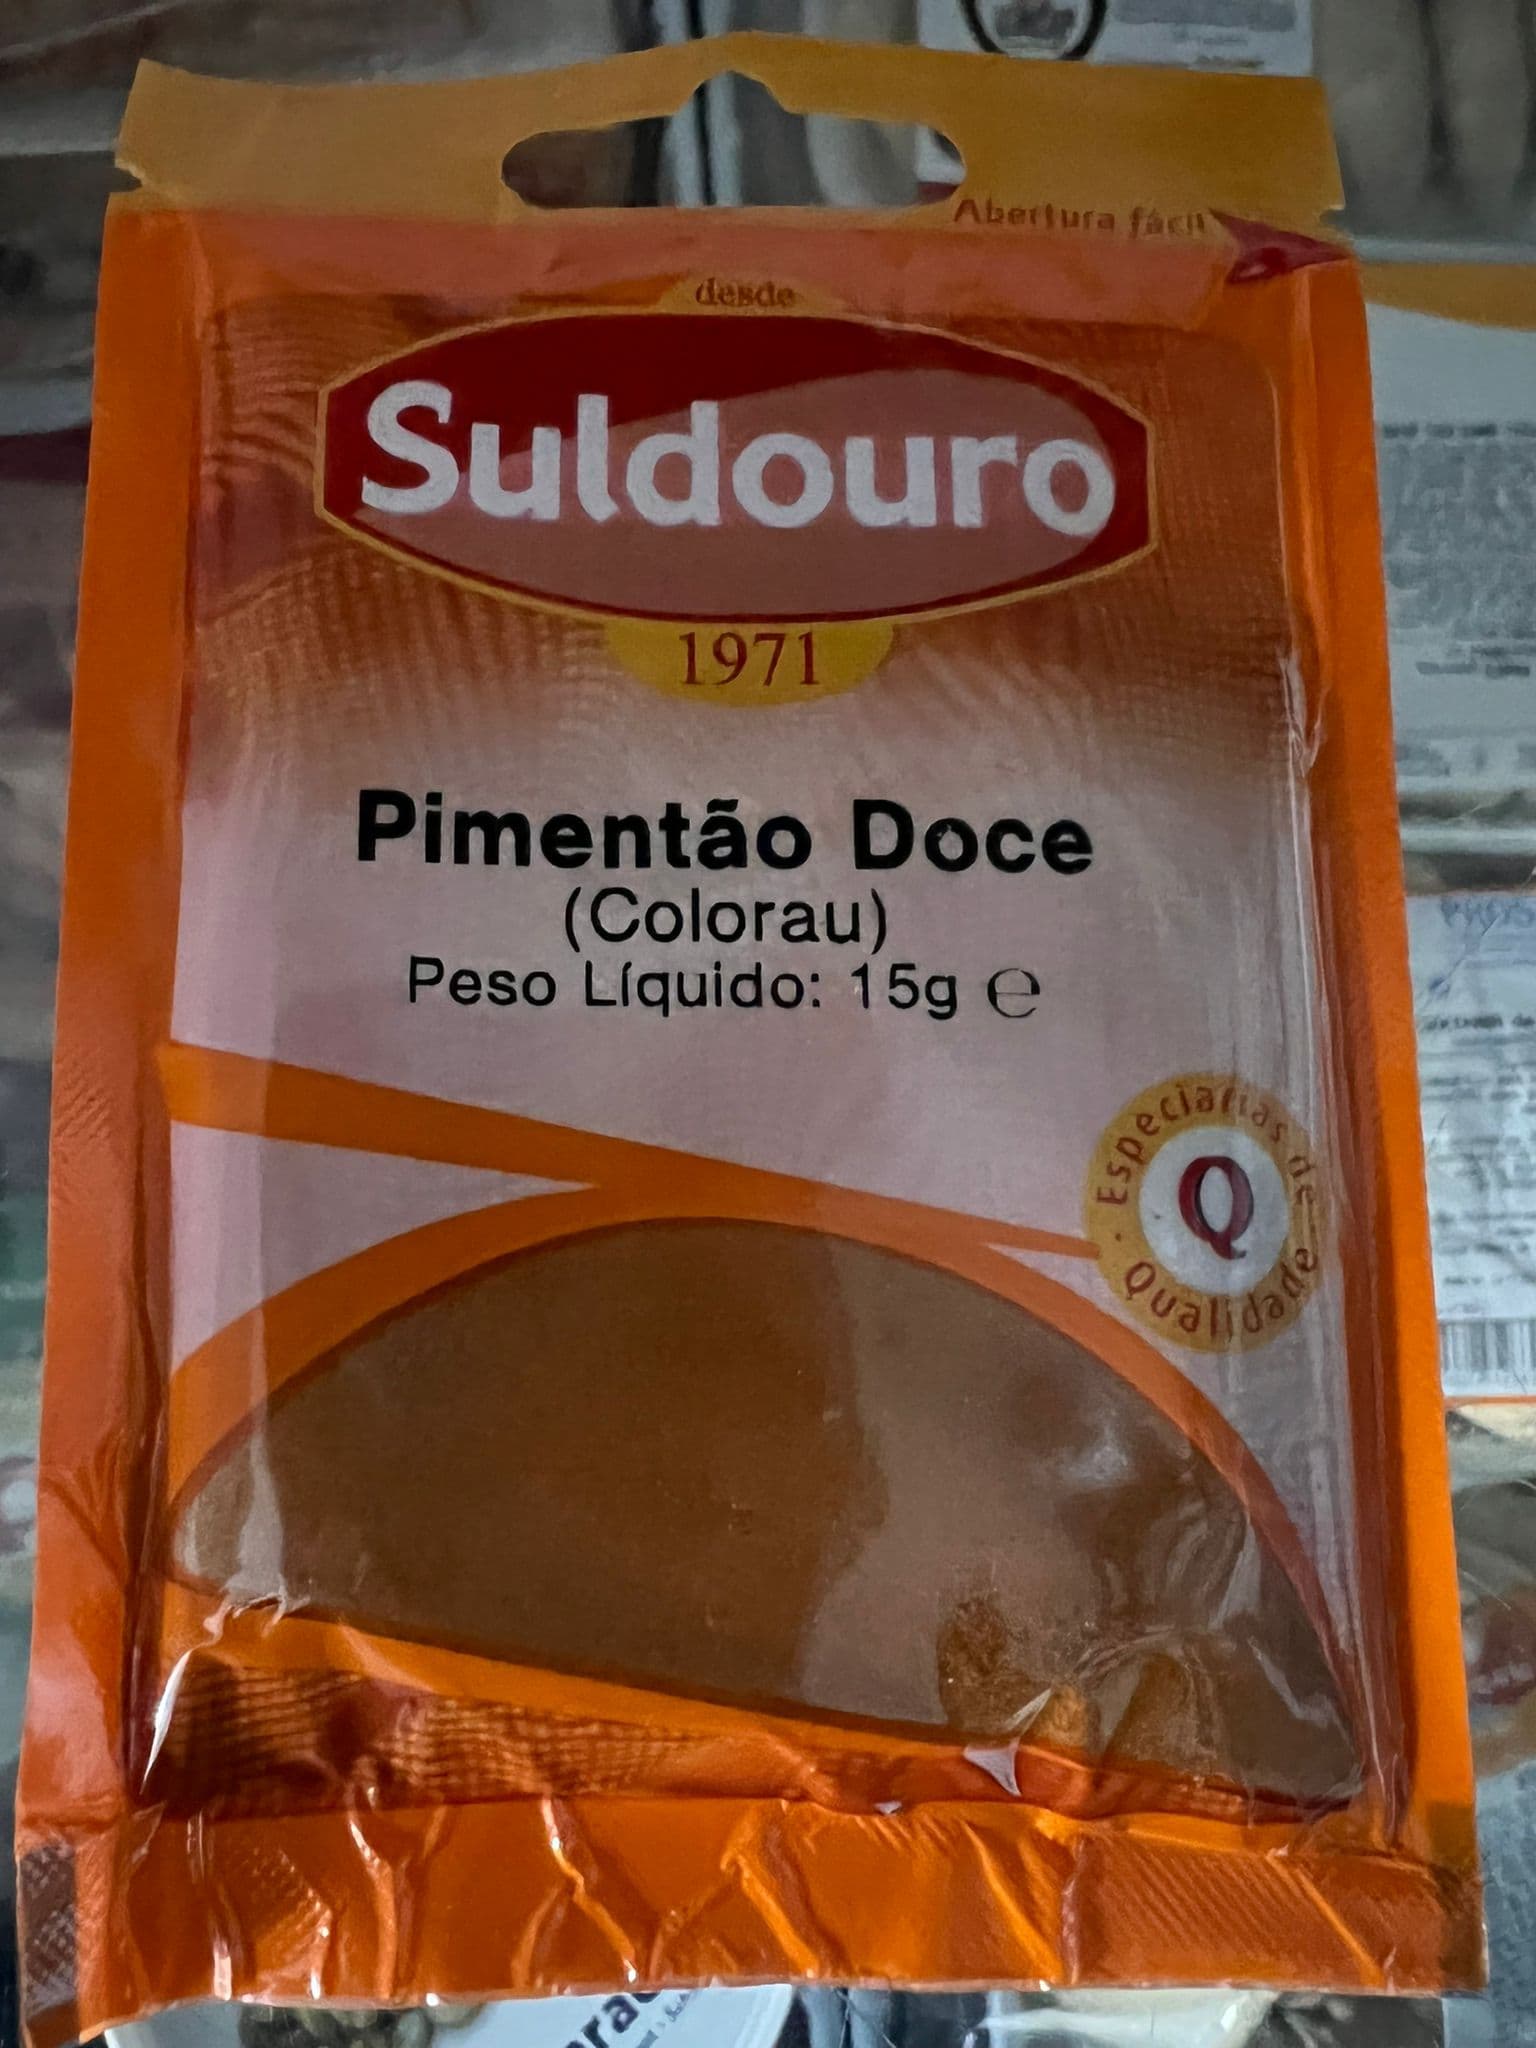 Abertura fácil
desde
Suldouro
1971
Pimentão Doce
(Colorau)
Peso Líquido: 15g ℮
Especiarias de
Q
Qualidade